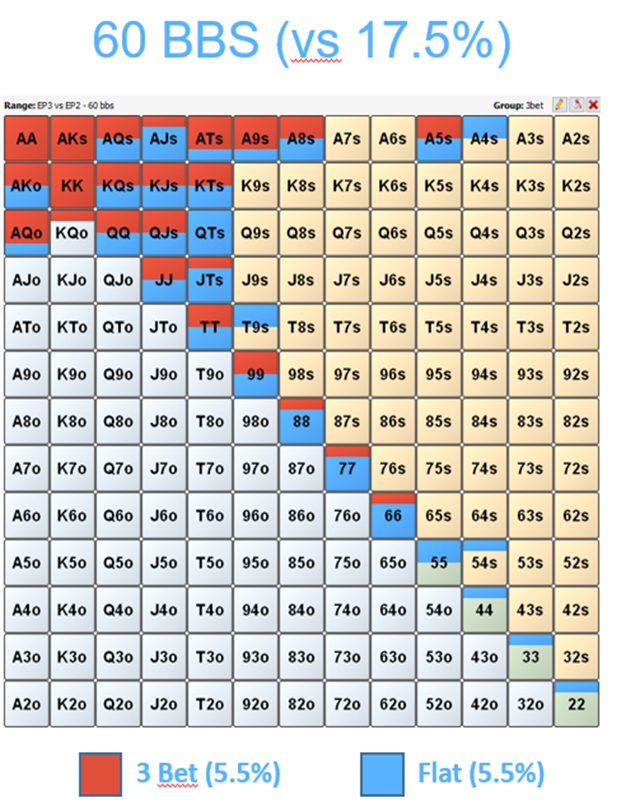 60 BBS (vs 17.5%)
Range: EP3 vs EP2 - 60 bbs Group: 3bet
AA AKs AQs AJs ATs A9s A8s A7s A6s A5s A4s A3s A2s
AKo KK KQs KJs KTs K9s K8s K7s K6s K5s K4s K3s K2s
AQo KQo QQ QJs QTs Q9s Q8s Q7s Q6s Q5s Q4s Q3s Q2s
AJo KJo QJo JJ JTs J9s J8s J7s J6s J5s J4s J3s J2s
ATo KTo QTo JTo TT T9s T8s T7s T6s T5s T4s T3s T2s
A9o K9o Q9o J9o T9o 99 98s 97s 96s 95s 94s 93s 92s
A8o K8o Q8o J8o T8o 98o 88 87s 86s 85s 84s 83s 82s
A7o K7o Q7o J7o T7o 97o 87o 77 76s 75s 74s 73s 72s
A6o K6o Q6o J6o T6o 96o 86o 76o 66 65s 64s 63s 62s
A5o K5o Q5o J5o T5o 95o 85o 75o 65o 55 54s 53s 52s
A4o K4o Q4o J4o T4o 94o 84o 74o 64o 54o 44 43s 42s
A3o K3o Q3o J3o T3o 93o 83o 73o 63o 53o 43o 33 32s
A2o K2o Q2o J2o T2o 92o 82o 72o 62o 52o 42o 32o 22
3 Bet (5.5%) Flat (5.5%)